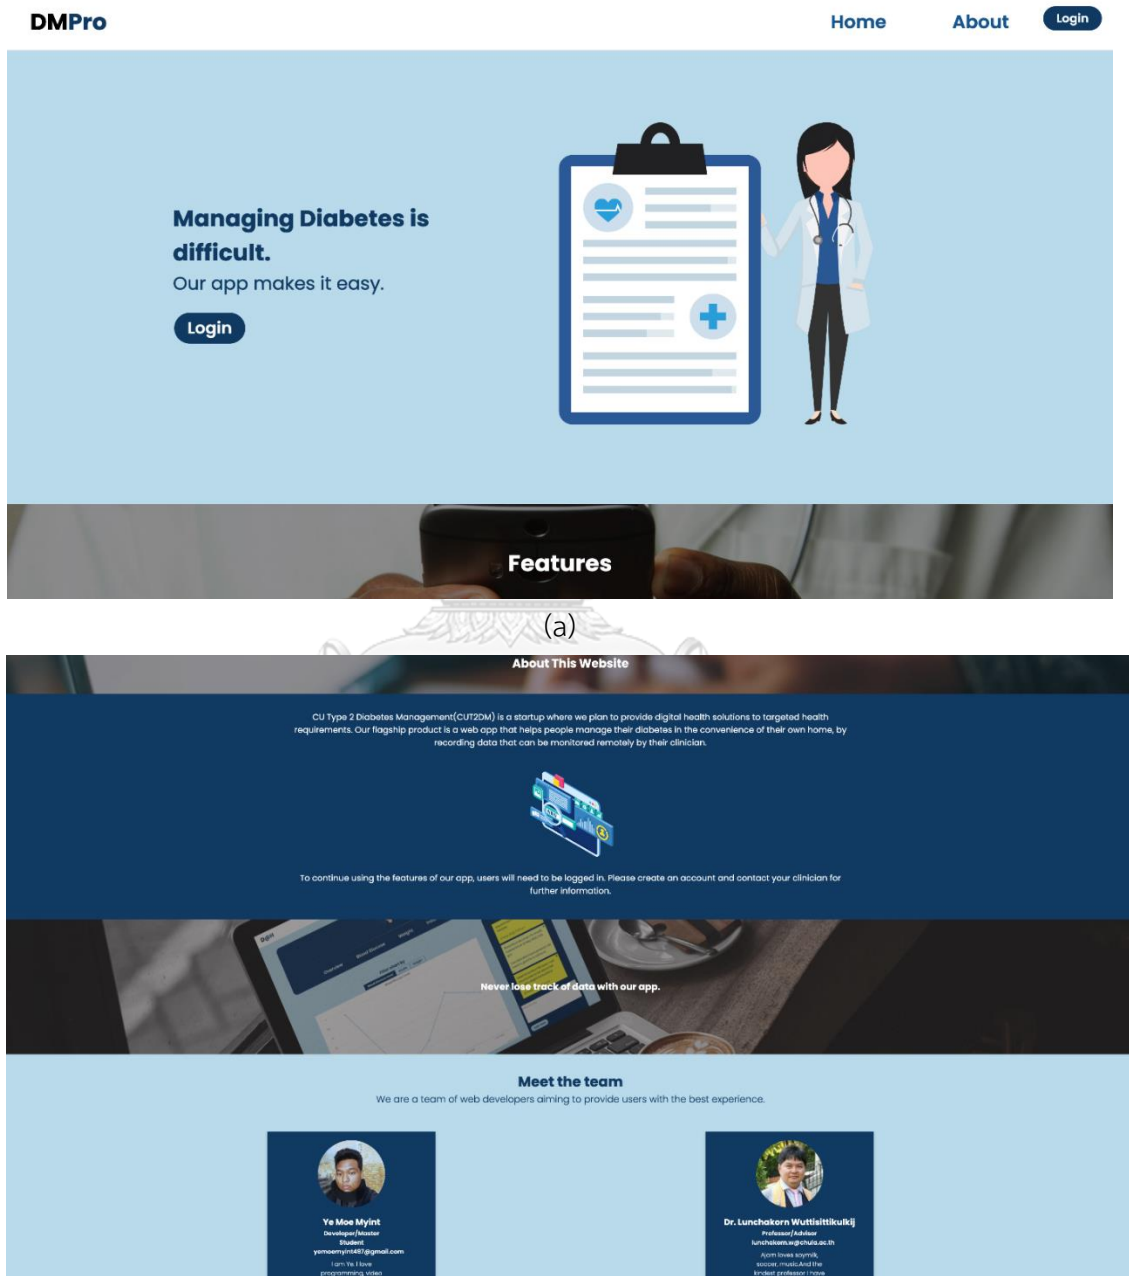 DMPro
Home About Login
Managing Diabetes is
difficult.
Our app makes it easy.
Login
Features
(a)
About This Website
CU Type 2 Diabetes Management(CUT2DM) is a startup where we plan to provide digital health solutions to targeted health
requirements. Our flagship product is a web app that helps people manage their diabetes in the convenience of their own home, by
recording data that can be monitored remotely by their clinician.
To continue using the features of our app, users will need to be logged in. Please create an account and contact your clinician for
further information.
Overview Blood Glucose Weight
Never lose track of data with our app.
Meet the team
We are a team of web developers aiming to provide users with the best experience.
Ye Moe Myint
Developer/Master
Student
yemoemyint497@gmail.com
I am Ye. I love
programming, video
Dr. Lunchakorn Wuttisittikulkij
Professor/Advisor
lunchakorn.w@chula.ac.th
Ajarn loves soymilk,
soccer, music.And the
kindest professor I have